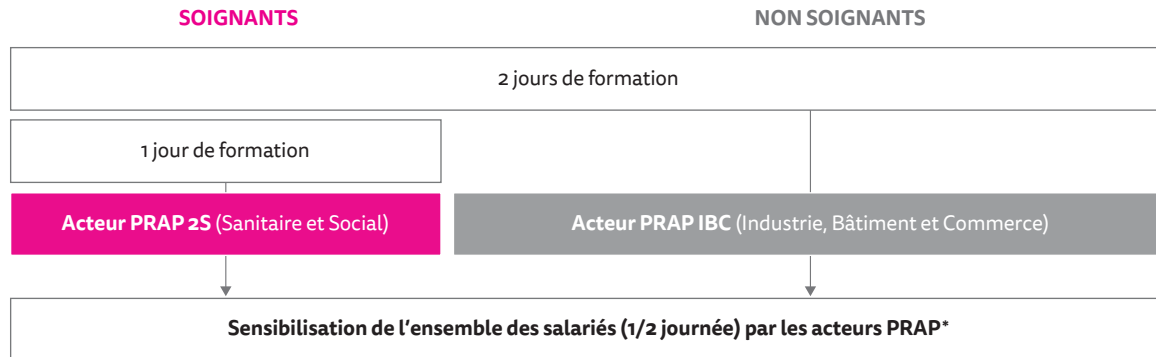 SOIGNANTS
NON SOIGNANTS
2 jours de formation
1 jour de formation
Acteur PRAP 2S (Sanitaire et Social)
Acteur PRAP IBC (Industrie, Bâtiment et Commerce)
Sensibilisation de l'ensemble des salariés (1/2 journée) par les acteurs PRAP*